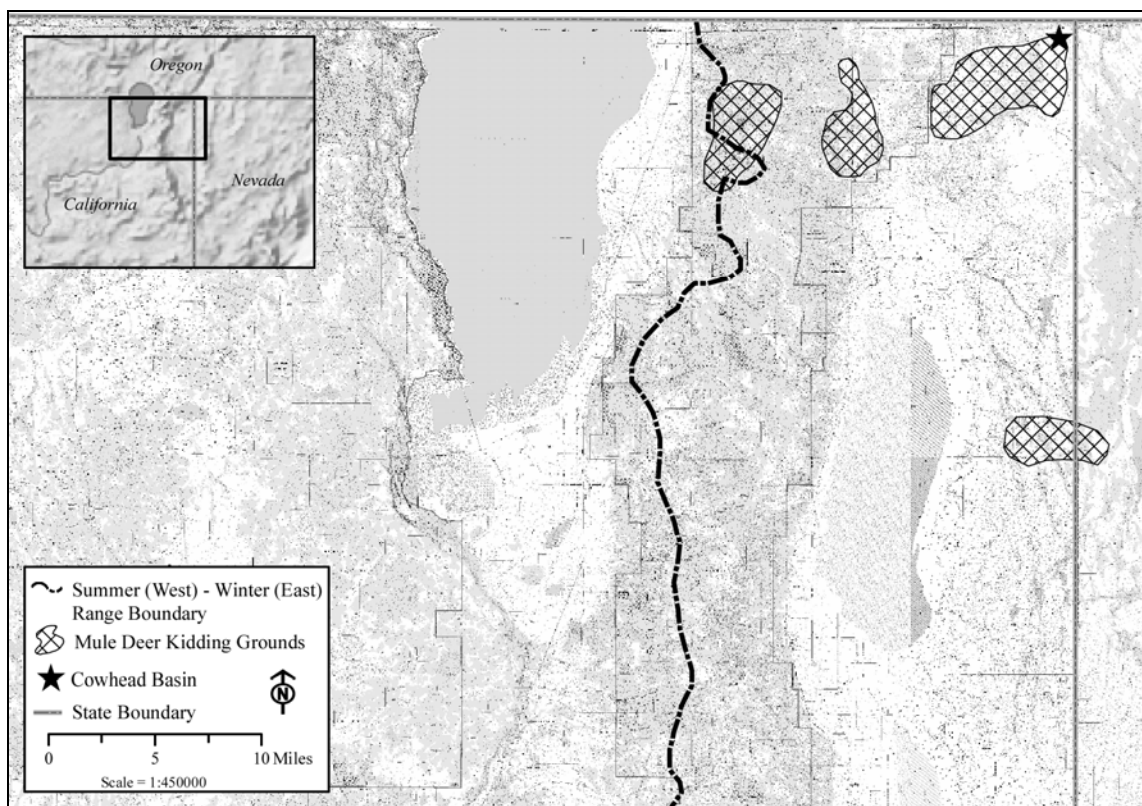 Oregon
Nevada
California
Summer (West) - Winter (East)
Range Boundary
Mule Deer Kidding Grounds
Cowhead Basin
N
State Boundary
0 5 10 Miles
Scale = 1:450000